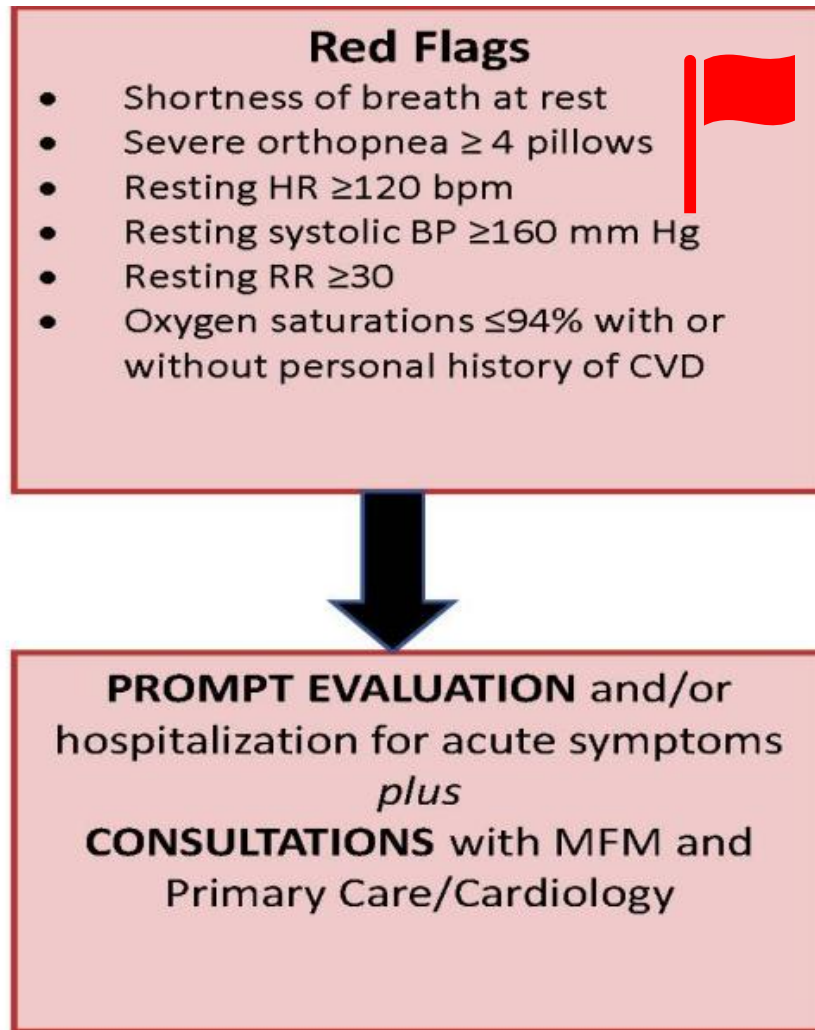 Red Flags
• Shortness of breath at rest
• Severe orthopnea ≥ 4 pillows
• Resting HR ≥120 bpm
• Resting systolic BP ≥160 mm Hg
• Resting RR ≥30
• Oxygen saturations ≤94% with or
without personal history of CVD
PROMPT EVALUATION and/or
hospitalization for acute symptoms
plus
CONSULTATIONS with MFM and
Primary Care/Cardiology